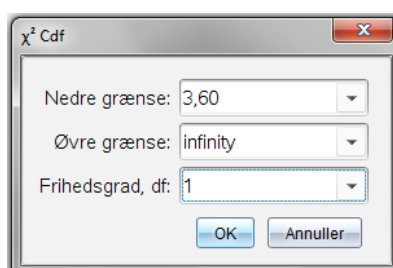 χ² Cdf
Nedre grænse: 3,60
Øvre grænse: infinity
Frihedsgrad, df: 1
OK Annuller